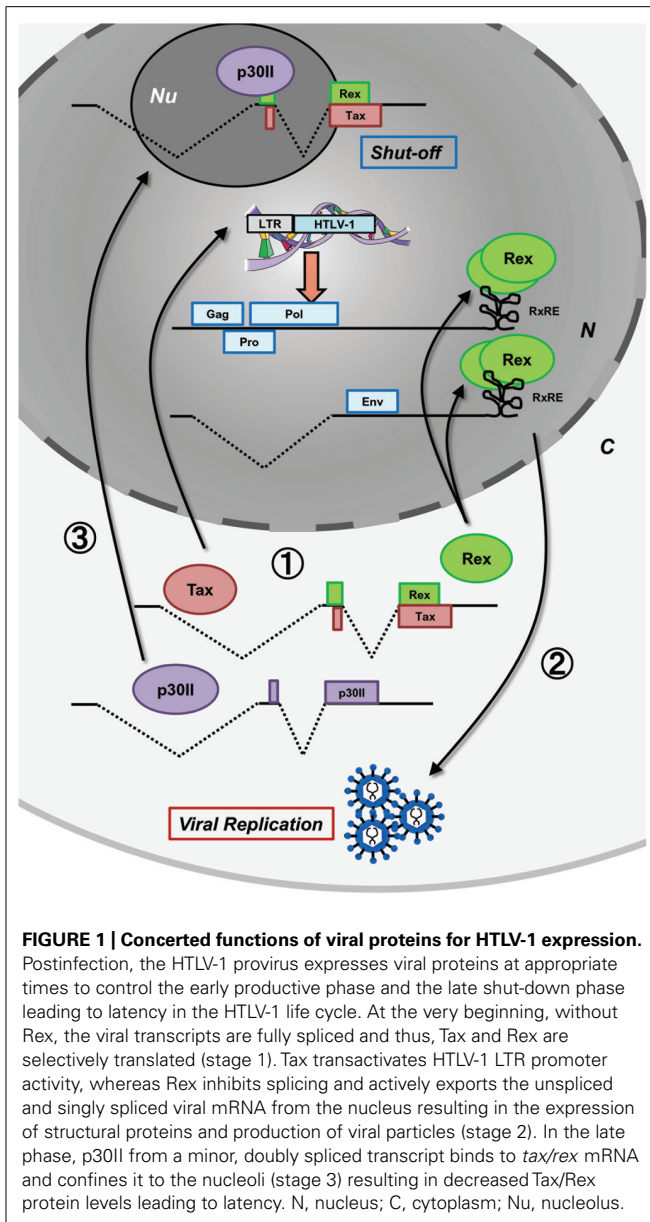 p30II
Nu
Rex
Tax
Shut-off
LTR
HTLV-1
Rex
Gag
Pol
RxRE
Pro
N
Rex
Env
RxRE
C
③
①
Rex
Tax
Rex
Tax
②
p30II
p30II
Viral Replication
FIGURE 1 | Concerted functions of viral proteins for HTLV-1 expression.
Postinfection, the HTLV-1 provirus expresses viral proteins at appropriate
times to control the early productive phase and the late shut-down phase
leading to latency in the HTLV-1 life cycle. At the very beginning, without
Rex, the viral transcripts are fully spliced and thus, Tax and Rex are
selectively translated (stage 1). Tax transactivates HTLV-1 LTR promoter
activity, whereas Rex inhibits splicing and actively exports the unspliced
and singly spliced viral mRNA from the nucleus resulting in the expression
of structural proteins and production of viral particles (stage 2). In the late
phase, p30II from a minor, doubly spliced transcript binds to tax/rex mRNA
and confines it to the nucleoli (stage 3) resulting in decreased Tax/Rex
protein levels leading to latency. N, nucleus; C, cytoplasm; Nu, nucleolus.